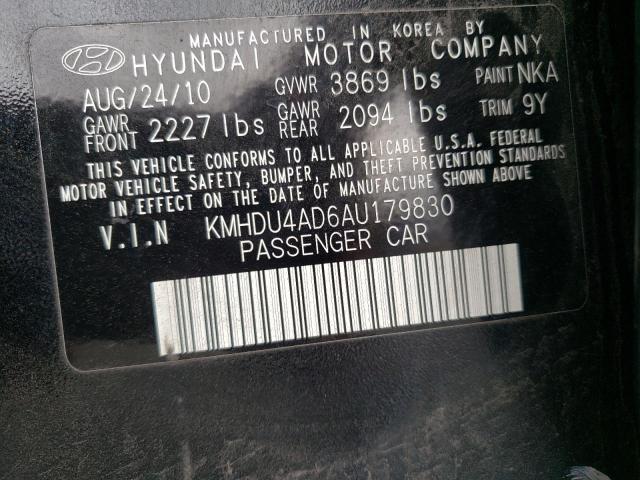 MANUFACTURED IN KOREA BY
HYUNDAI MOTOR COMPANY
AUG/24/10 GVWR 3869 lbs PAINT NKA
GAWR FRONT 2227 lbs GAWR REAR 2094 lbs TRIM 9Y
THIS VEHICLE CONFORMS TO ALL APPLICABLE U.S.A. FEDERAL
MOTOR VEHICLE SAFETY, BUMPER, AND THEFT PREVENTION STANDARDS
IN EFFECT ON THE DATE OF MANUFACTURE SHOWN ABOVE
V.I.N KMHDU4AD6AU179830
PASSENGER CAR